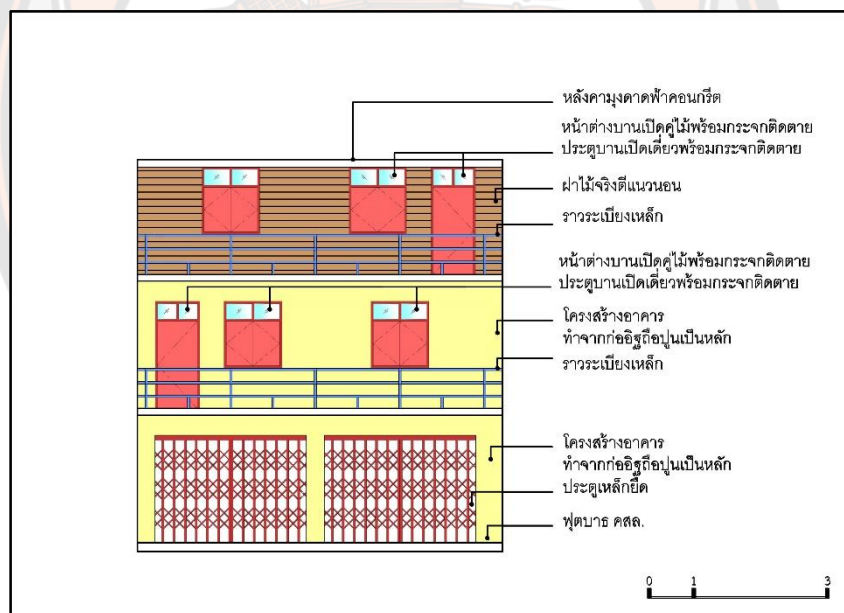 หลังคามุงดาดฟ้าคอนกรีต
หน้าต่างบานเปิดคู่ไม้พร้อมกระจกติดตาย
ประตูบานเปิดเดี่ยวพร้อมกระจกติดตาย
ฝาไม้จริงตีแนวนอน
ราวระเบียงเหล็ก
หน้าต่างบานเปิดคู่ไม้พร้อมกระจกติดตาย
ประตูบานเปิดเดี่ยวพร้อมกระจกติดตาย
โครงสร้างอาคาร
ทำจากก่ออิฐถือปูนเป็นหลัก
ราวระเบียงเหล็ก
โครงสร้างอาคาร
ทำจากก่ออิฐถือปูนเป็นหลัก
ประตูเหล็กยืด
ฟุตบาธ คสล.
0 1 3